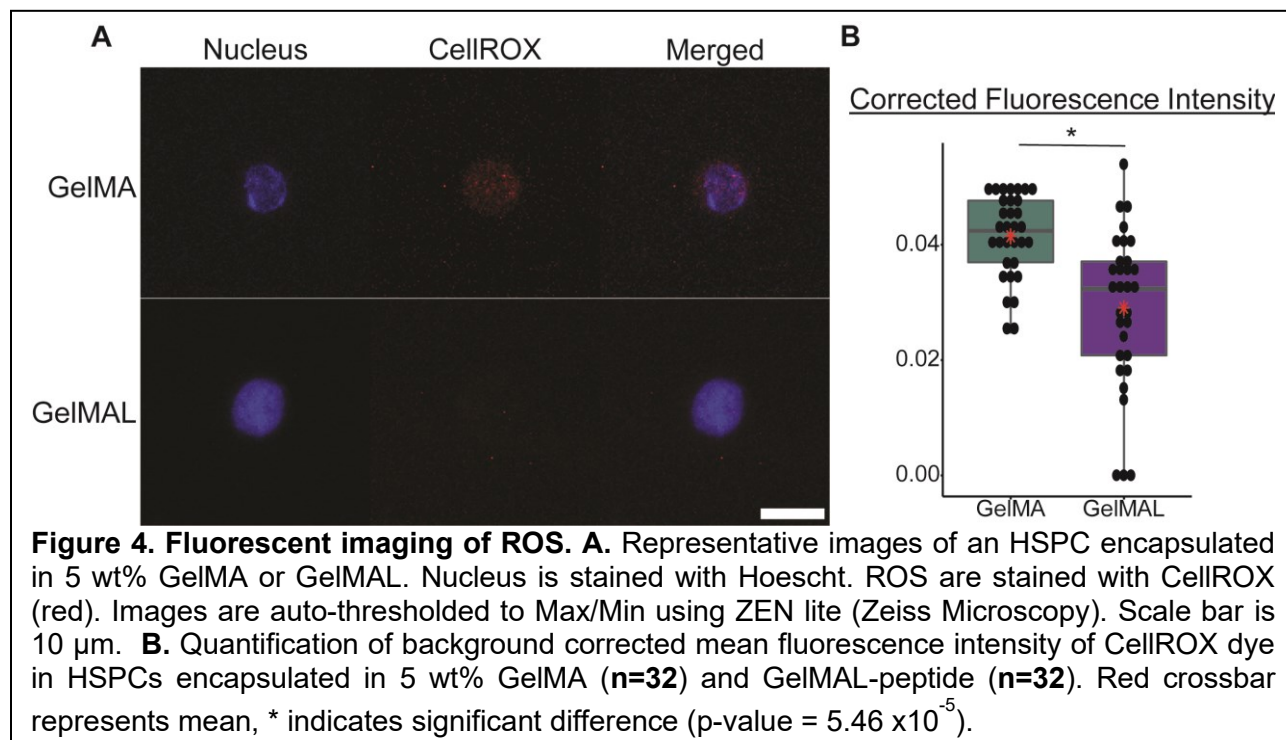 A
B
Nucleus CellROX Merged
Corrected Fluorescence Intensity
*
GelMA
GelMAL
0.04
0.02
0.00
GelMA GelMAL
Figure 4. Fluorescent imaging of ROS. A. Representative images of an HSPC encapsulated
in 5 wt% GelMA or GelMAL. Nucleus is stained with Hoescht. ROS are stained with CellROX
(red). Images are auto-thresholded to Max/Min using ZEN lite (Zeiss Microscopy). Scale bar is
10 µm. B. Quantification of background corrected mean fluorescence intensity of CellROX dye
in HSPCs encapsulated in 5 wt% GelMA (n=32) and GelMAL-peptide (n=32). Red crossbar
represents mean, * indicates significant difference (p-value = 5.46 x10⁻⁵).